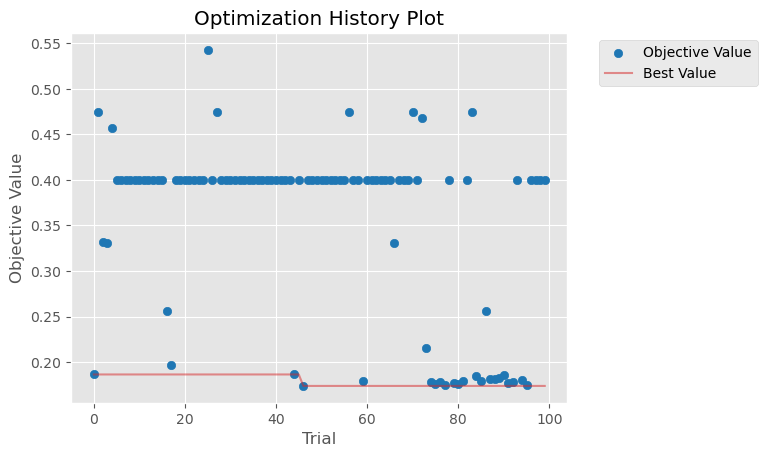 Optimization History Plot
Objective Value
Best Value
0.55
0.50
0.45
0.40
0.35
0.30
0.25
0.20
Objective Value
0
20
40
60
80
100
Trial